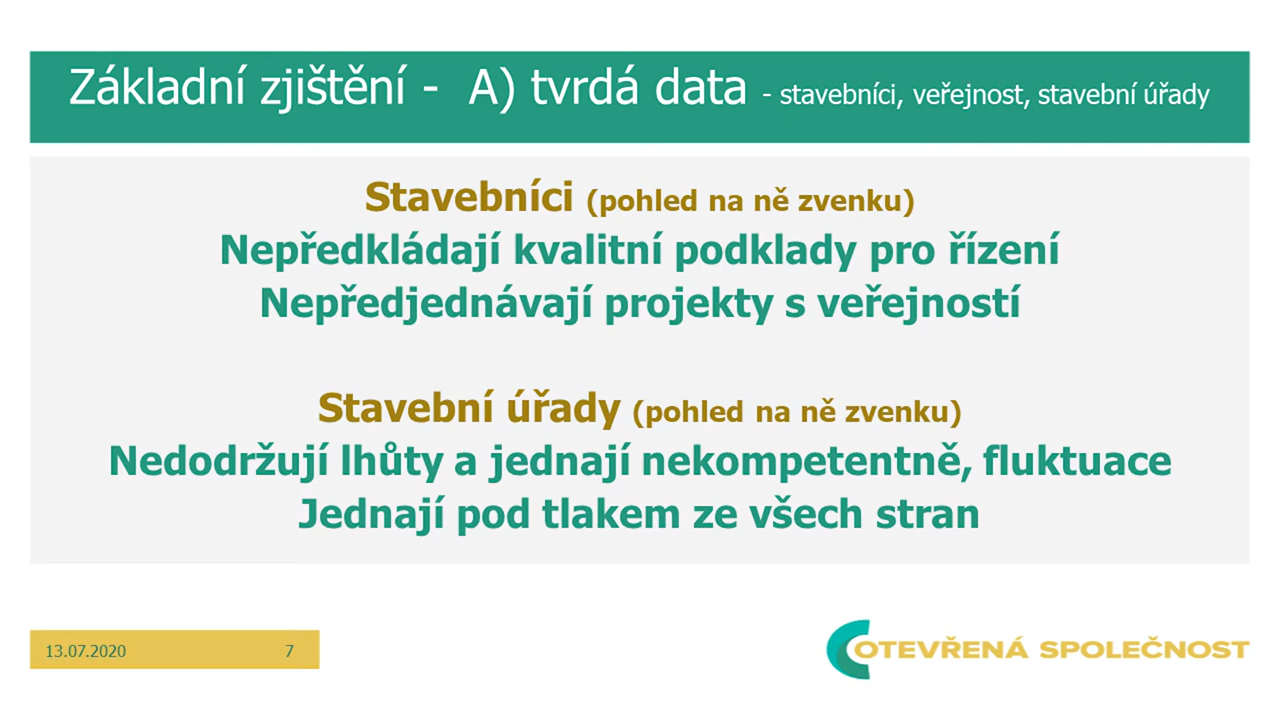 Základní zjištění - A) tvrdá data - stavebníci, veřejnost, stavební úřady
Stavebníci (pohled na ně zvenku)
Nepředkládají kvalitní podklady pro řízení
Nepředjednávají projekty s veřejností
Stavební úřady (pohled na ně zvenku)
Nedodržují lhůty a jednají nekompetentně, fluktuace
Jednají pod tlakem ze všech stran
13.07.2020 7
OTEVŘENÁ SPOLEČNOST